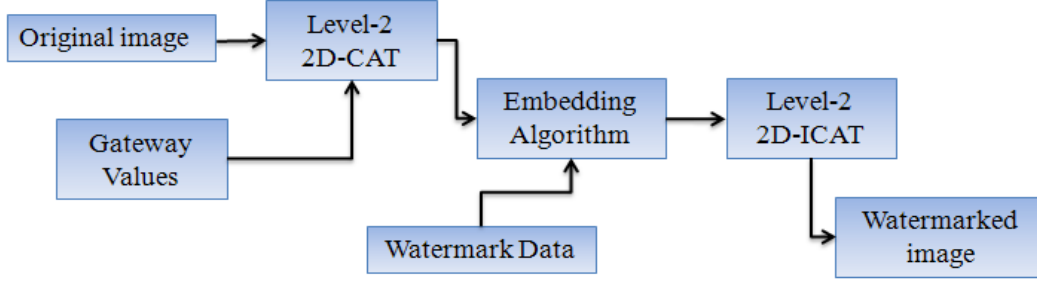 Original image
Level-2
2D-CAT
Gateway
Values
Embedding
Algorithm
Watermark Data
Level-2
2D-ICAT
Watermarked
image